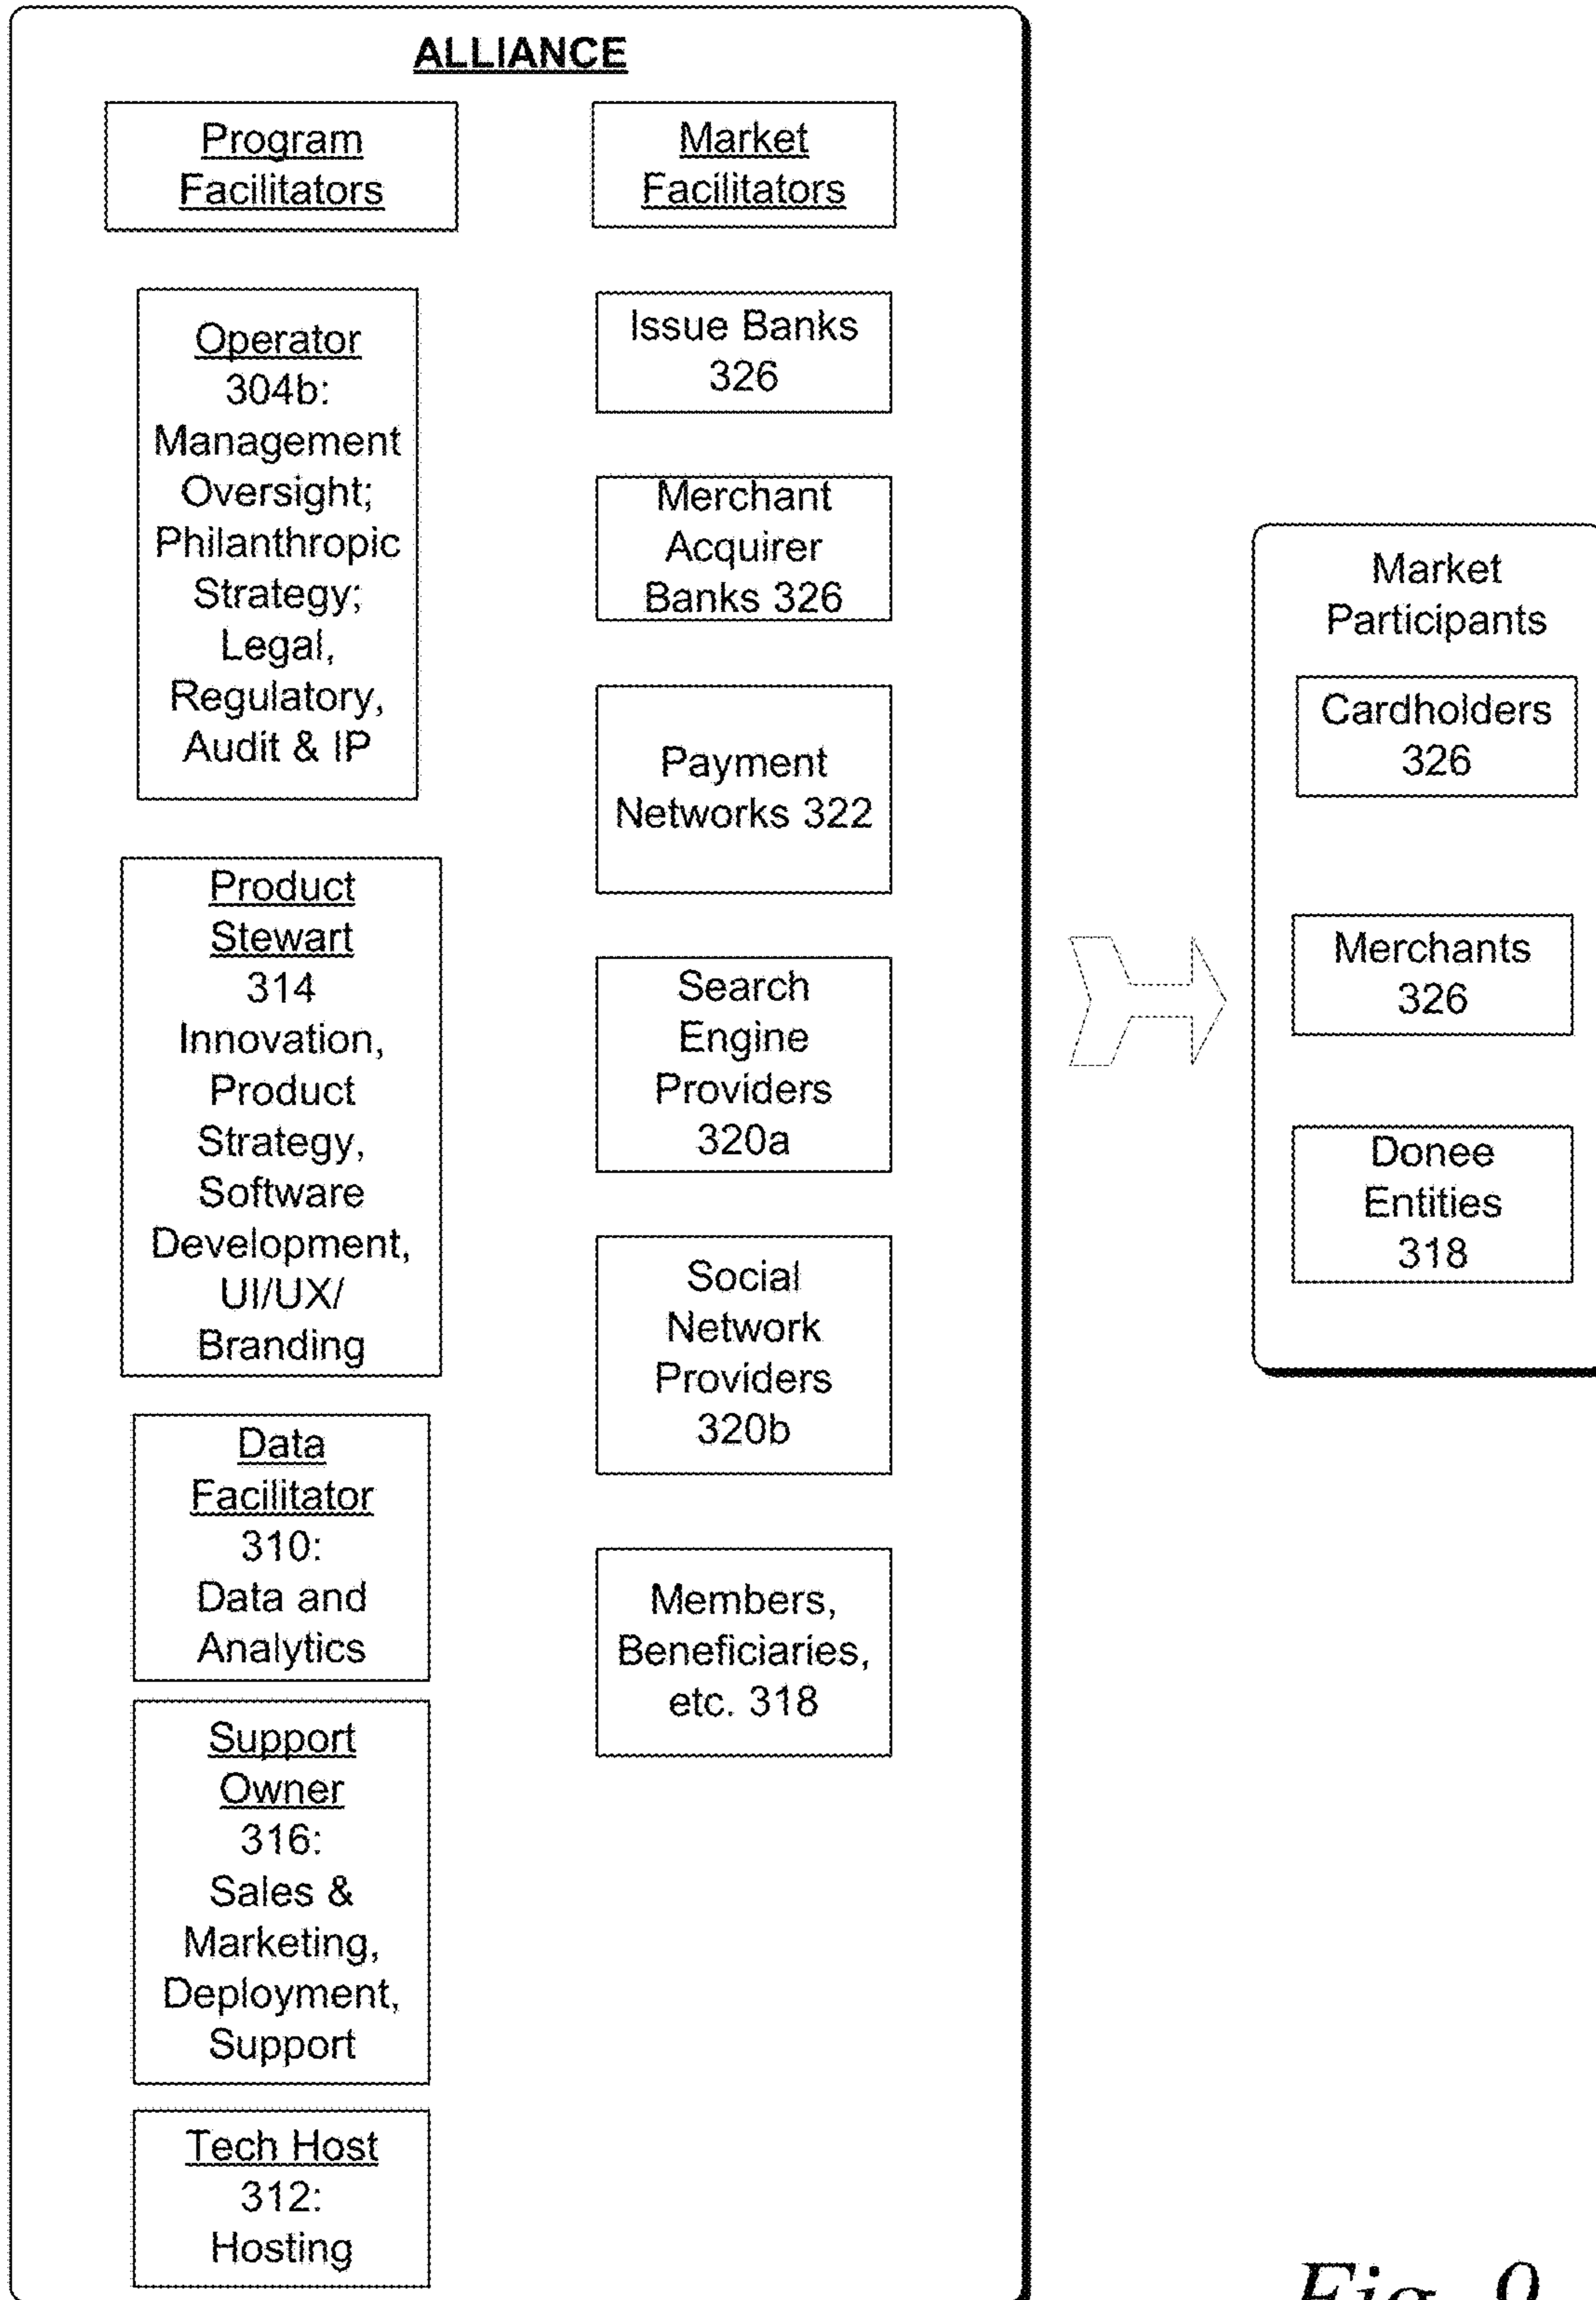 ALLIANCE
Program
Facilitators
Operator
304b:
Management
Oversight;
Philanthropic
Strategy;
Legal,
Regulatory,
Audit & IP
Product
Stewart
314
Innovation,
Product
Strategy,
Software
Development,
UI/UX/
Branding
Data
Facilitator
310:
Data and
Analytics
Support
Owner
316:
Sales &
Marketing,
Deployment,
Support
Tech Host
312:
Hosting
Market
Facilitators
Issue Banks
326
Merchant
Acquirer
Banks 326
Payment
Networks 322
Search
Engine
Providers
320a
Social
Network
Providers
320b
Members,
Beneficiaries,
etc. 318
Market
Participants
Cardholders
326
Merchants
326
Donee
Entities
318
Fig. 9